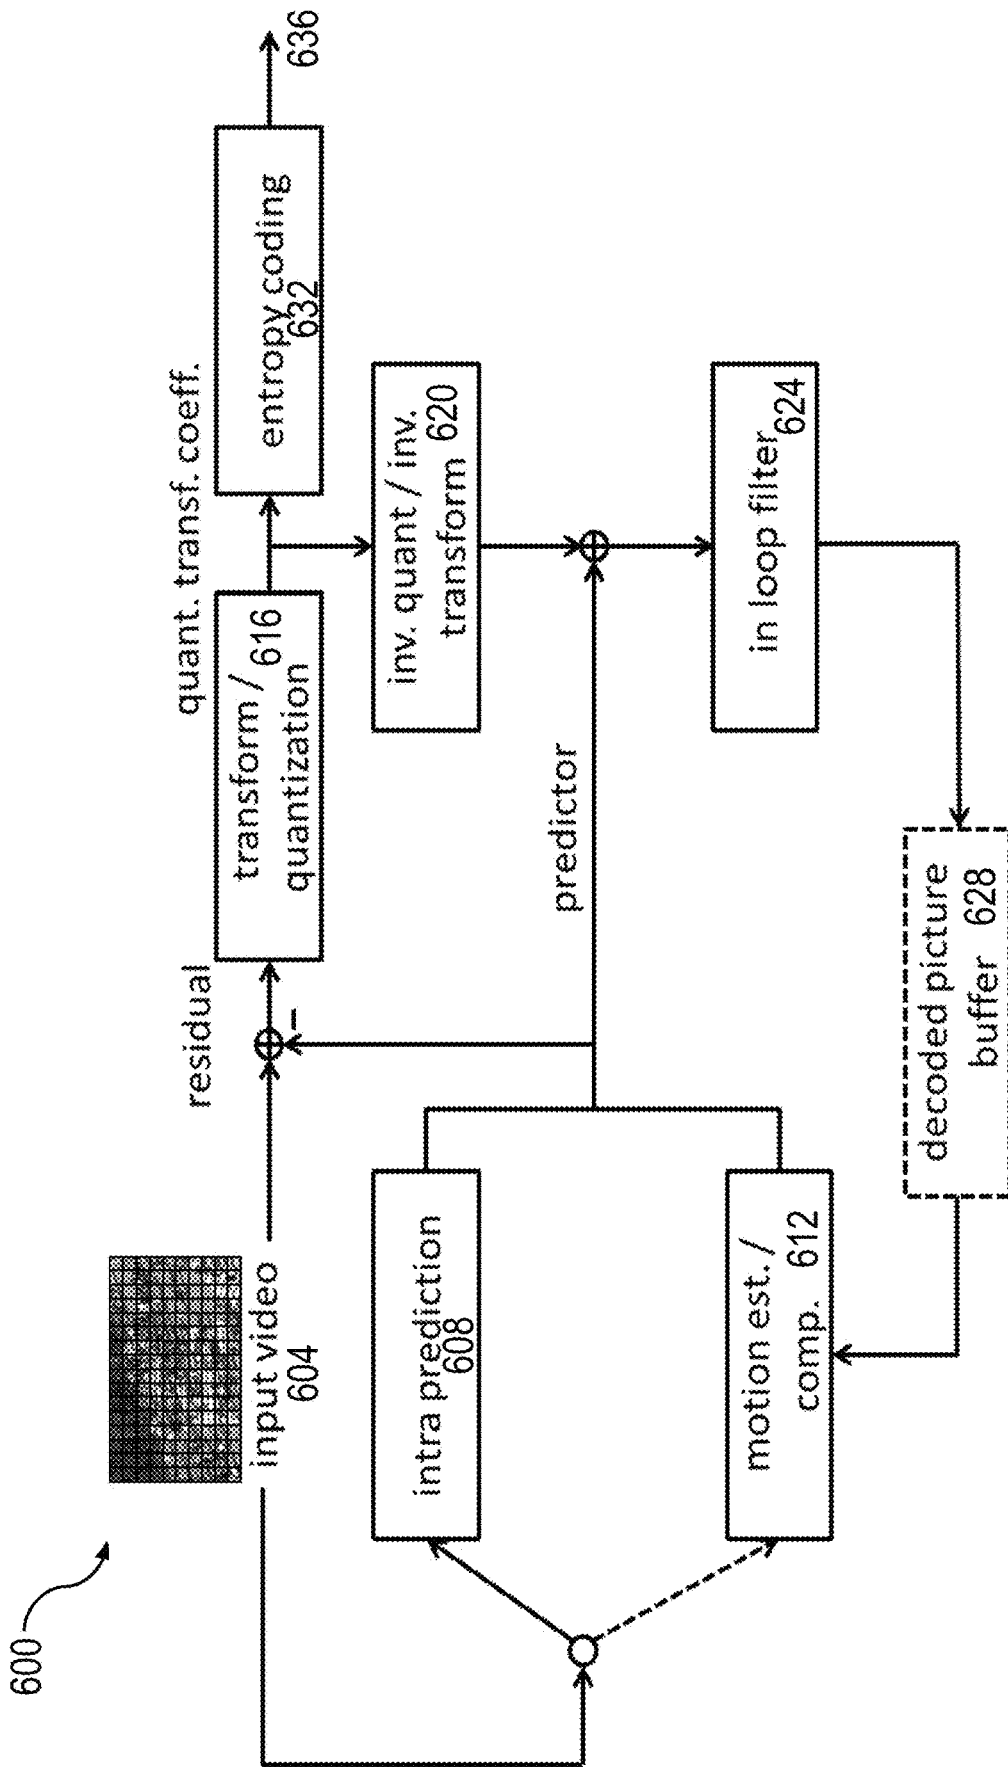 600
input video
604
residual
transform /
616
quantization
quant. transf. coeff.
entropy coding
632
636
intra prediction
608
inv. quant / inv.
transform 620
predictor
motion est. /
comp. 612
in loop filter
624
decoded picture
buffer 628